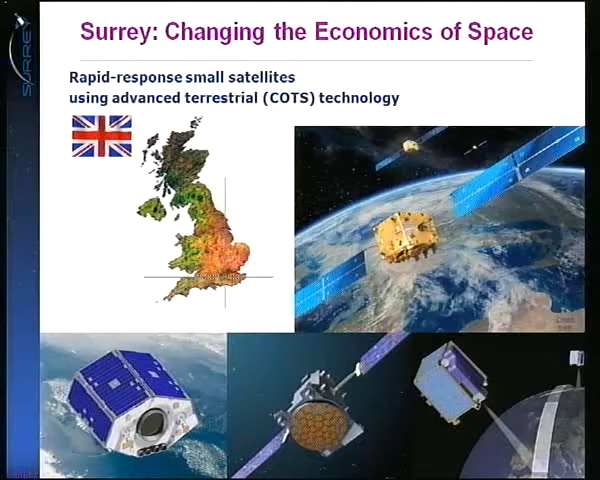 SURREY
Surrey: Changing the Economics of Space
Rapid-response small satellites
using advanced terrestrial (COTS) technology